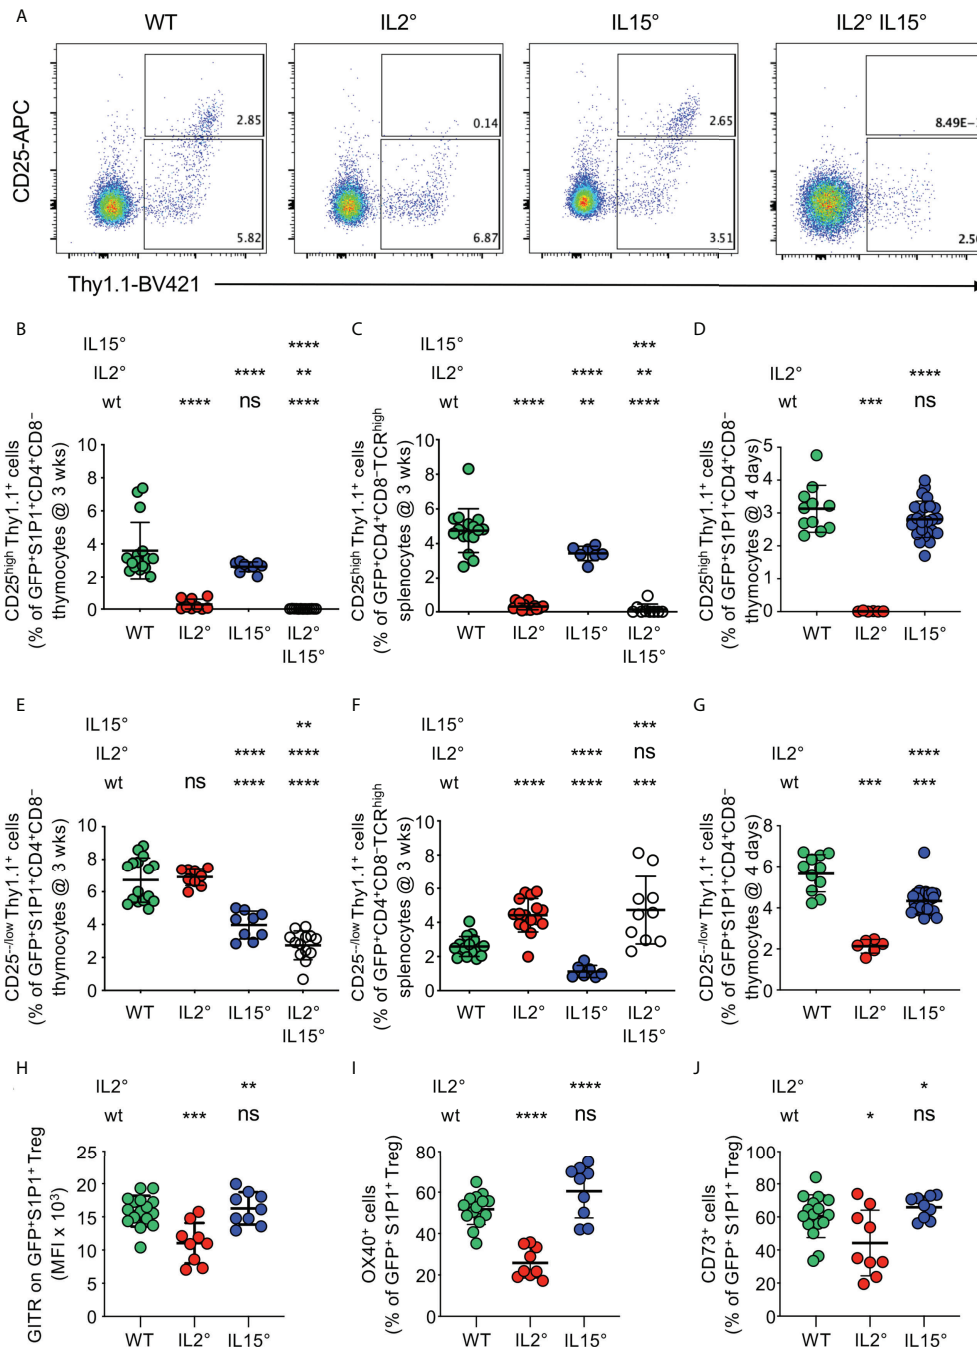 A
WT
IL2°
IL15°
IL2° IL15°
CD25-APC
2.85
5.82
0.14
6.87
2.65
3.51
8.49E-
2.5
Thy1.1-BV421
B
IL15° ****
IL2° **** **
wt **** ns ****
CD25high Thy1.1+ cells
(% of GFP+S1P1+CD4+CD8−
thymocytes @ 3 wks)
10
8
6
4
2
0
WT IL2° IL15° IL2°
IL15°
C
IL15° ***
IL2° **** **
wt **** ** ****
CD25high Thy1.1+ cells
(% of GFP+CD4+CD8−TCRhigh
splenocytes @ 3 wks)
10
8
6
4
2
0
WT IL2° IL15° IL2°
IL15°
D
IL2° ****
wt *** ns
CD25high Thy1.1+ cells
(% of GFP+S1P1+CD4+CD8−
thymocytes @ 4 days)
5
4
3
2
1
0
WT IL2° IL15°
E
IL15° **
IL2° **** ****
wt ns **** ****
CD25−/low Thy1.1+ cells
(% of GFP+S1P1+CD4+CD8−
thymocytes @ 3 wks)
10
8
6
4
2
0
WT IL2° IL15° IL2°
IL15°
F
IL15° ***
IL2° **** ns
wt **** **** ***
CD25−/low Thy1.1+ cells
(% of GFP+CD4+CD8−TCRhigh
splenocytes @ 3 wks)
10
8
6
4
2
0
WT IL2° IL15° IL2°
IL15°
G
IL2° ****
wt *** ***
CD25−/low Thy1.1+ cells
(% of GFP+S1P1+CD4+CD8−
thymocytes @ 4 days)
8
6
4
2
0
WT IL2° IL15°
H
IL2° **
wt *** ns
GITR on GFP+S1P1+ Treg
(MFI x 10³)
25
20
15
10
5
0
WT IL2° IL15°
I
IL2° ****
wt **** ns
OX40+ cells
(% of GFP+ S1P1+ Treg)
80
60
40
20
0
WT IL2° IL15°
J
IL2° *
wt * ns
CD73+ cells
(% of GFP+ S1P1+ Treg)
100
80
60
40
20
0
WT IL2° IL15°